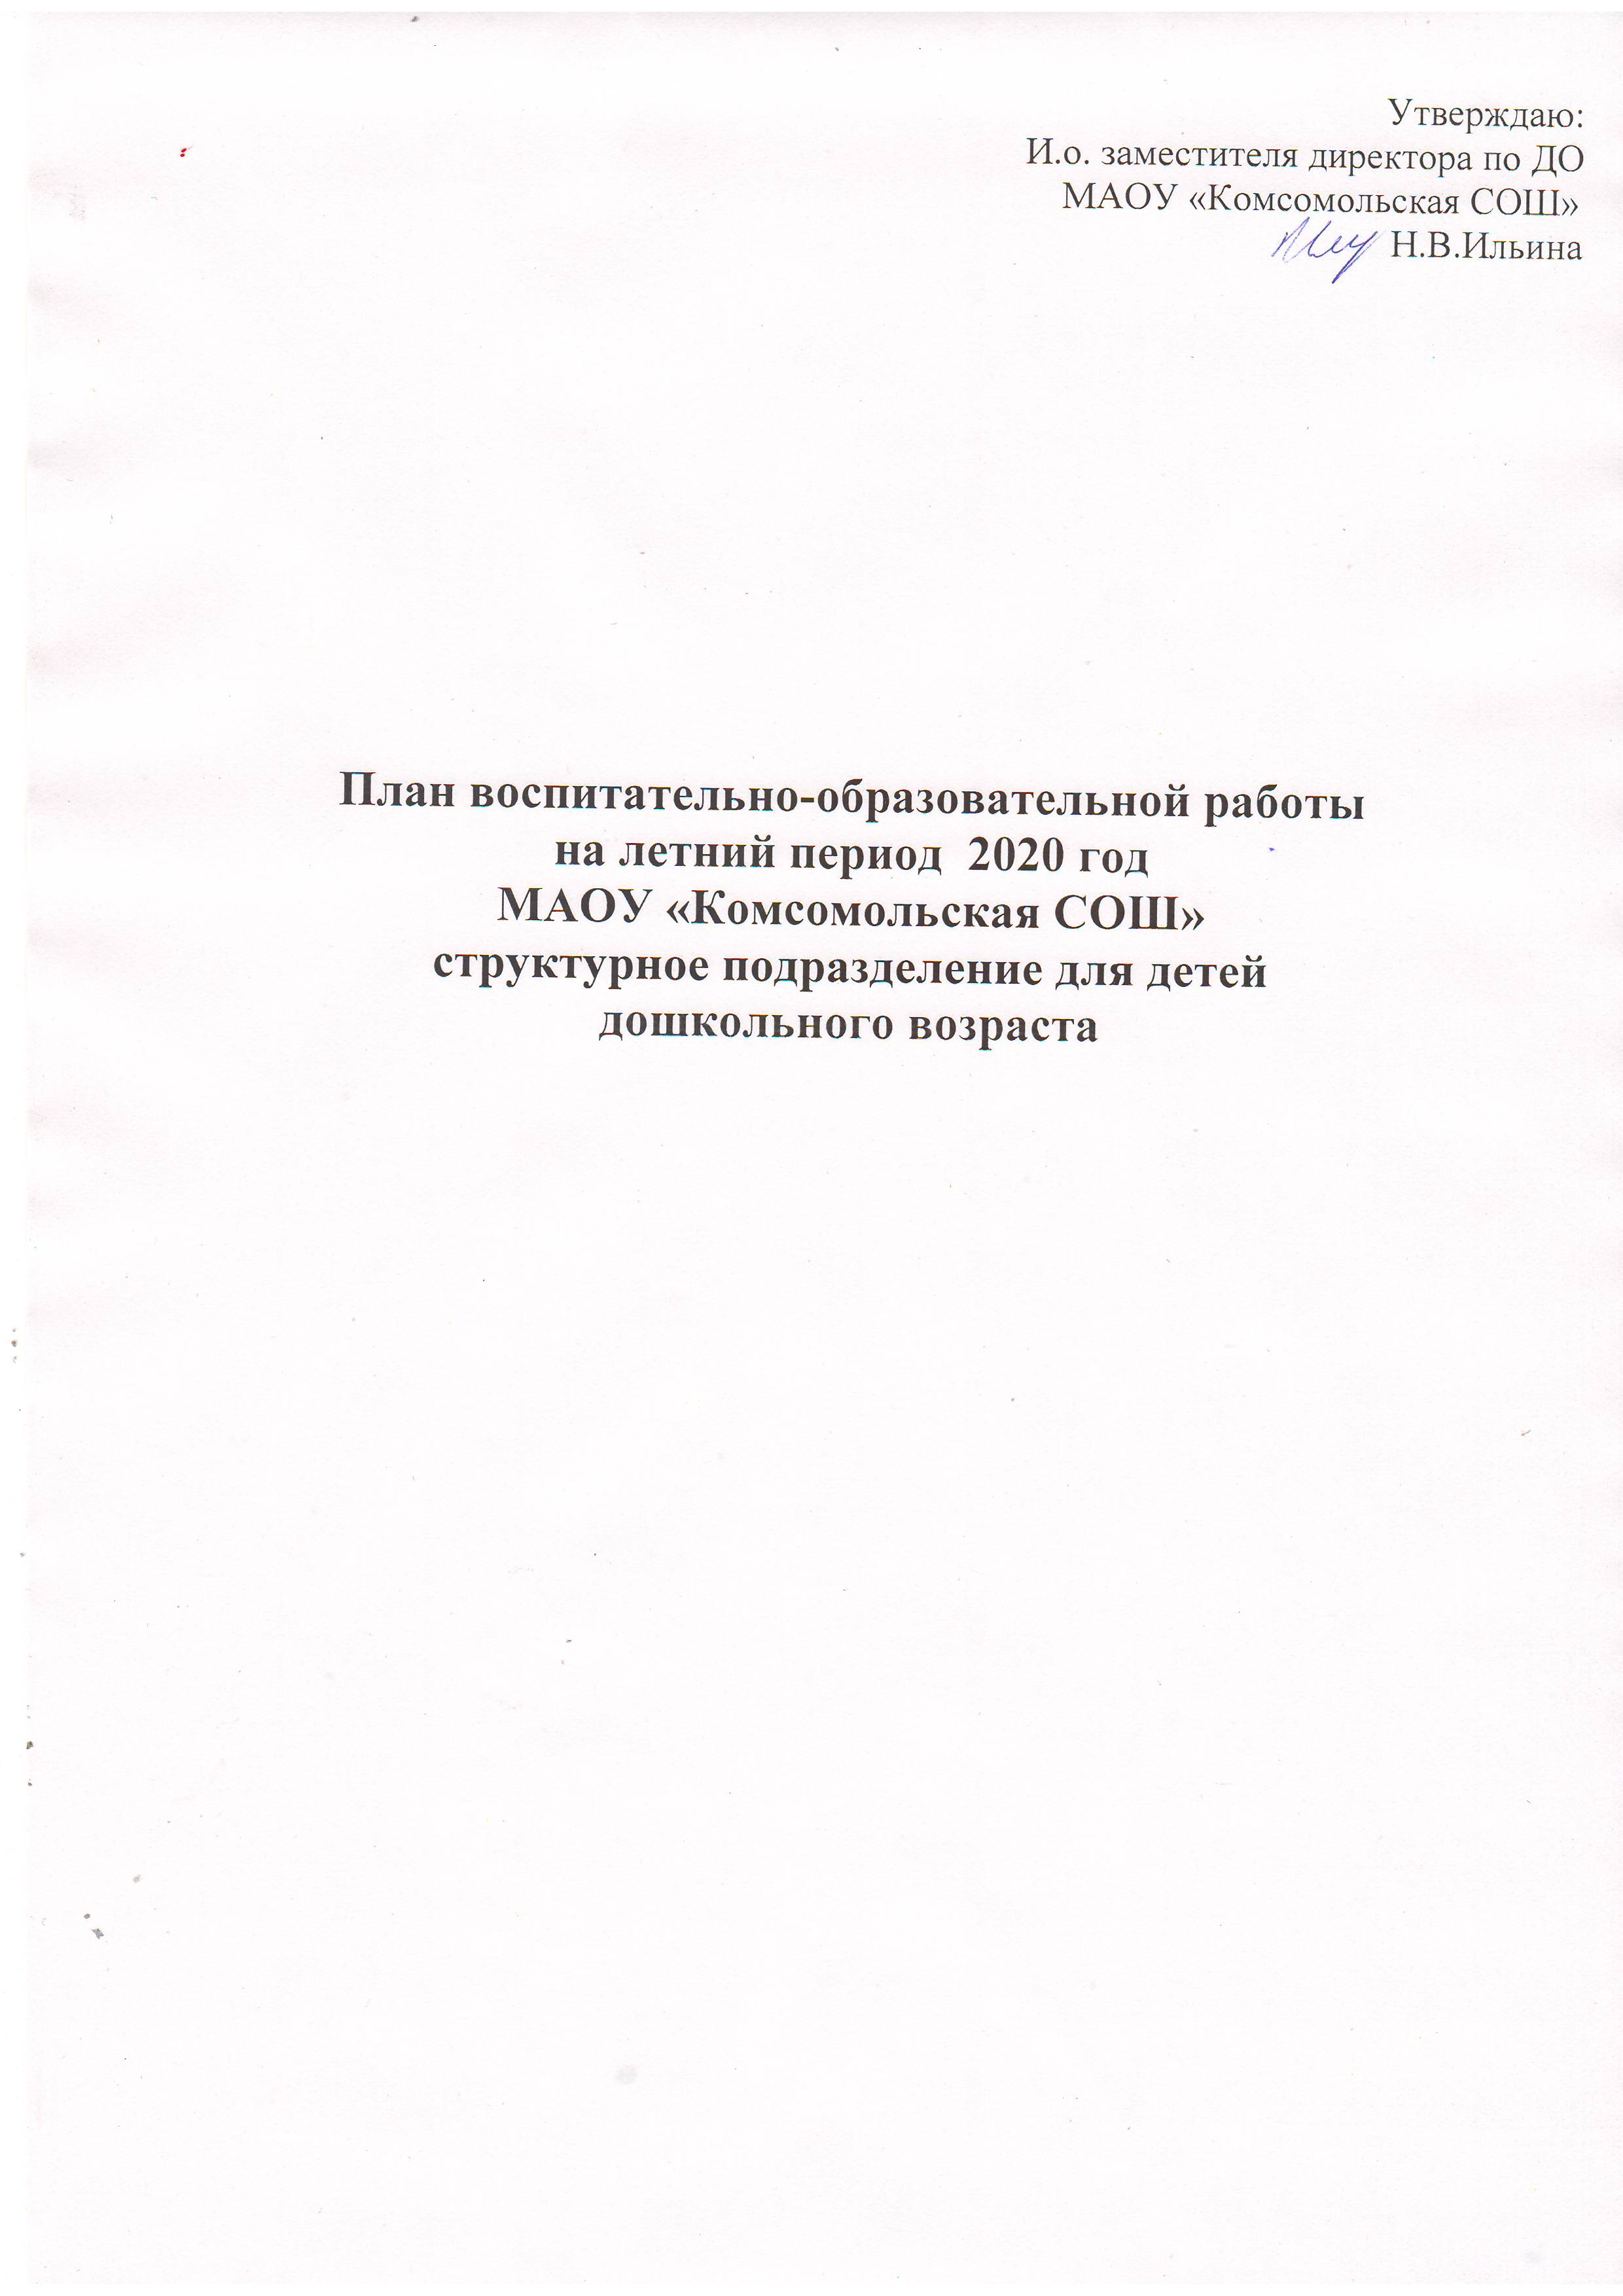 Утверждаю:
И.о. заместителя директора по ДО
МАОУ «Комсомольская СОШ»
Н.В.Ильина
План воспитательно-образовательной работы
на летний период 2020 год
МАОУ «Комсомольская СОШ»
структурное подразделение для детей
дошкольного возраста